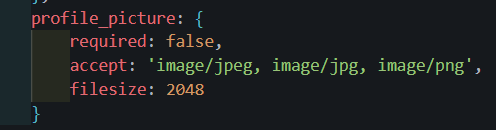 profile_picture: {
required: false,
accept: 'image/jpeg, image/jpg, image/png',
filesize: 2048
}